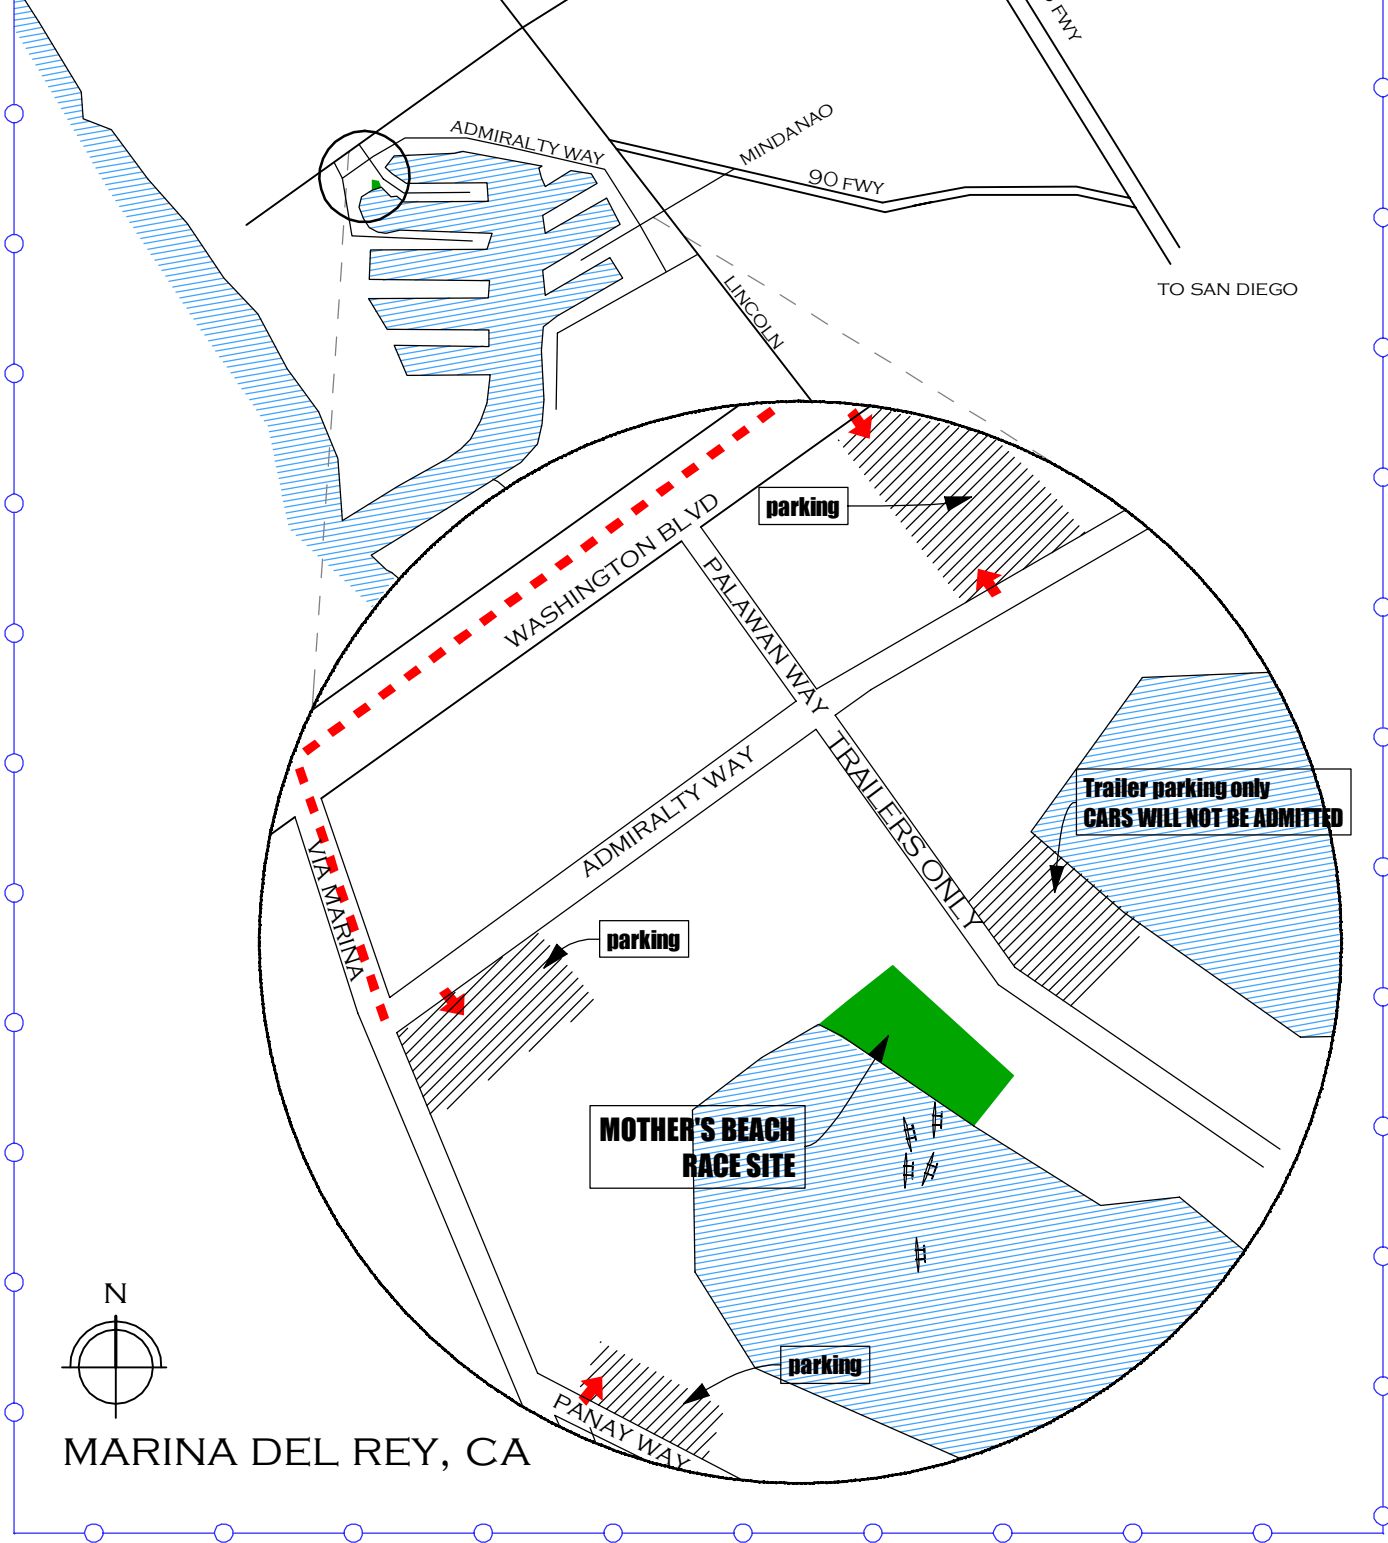 FWY
ADMIRALTY WAY
MINDANAO
90 FWY
TO SAN DIEGO
LINCOLN
parking
WASHINGTON BLVD
PALAWAN WAY
TRAILERS ONLY
ADMIRALTY WAY
Trailer parking only
CARS WILL NOT BE ADMITTED
VIA MARINA
parking
MOTHER'S BEACH
RACE SITE
parking
PANAY WAY
N
MARINA DEL REY, CA